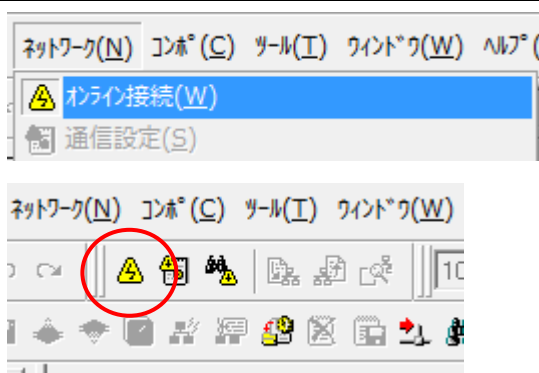 ﾈｯﾄﾜｰｸ(N) ｺﾝﾎﾟ(C) ﾂｰﾙ(T) ｳｨﾝﾄﾞｳ(W) ﾍﾙﾌﾟ(
ｵﾝﾗｲﾝ接続(W)
通信設定(S)
ﾈｯﾄﾜｰｸ(N) ｺﾝﾎﾟ(C) ﾂｰﾙ(T) ｳｨﾝﾄﾞｳ(W)
10